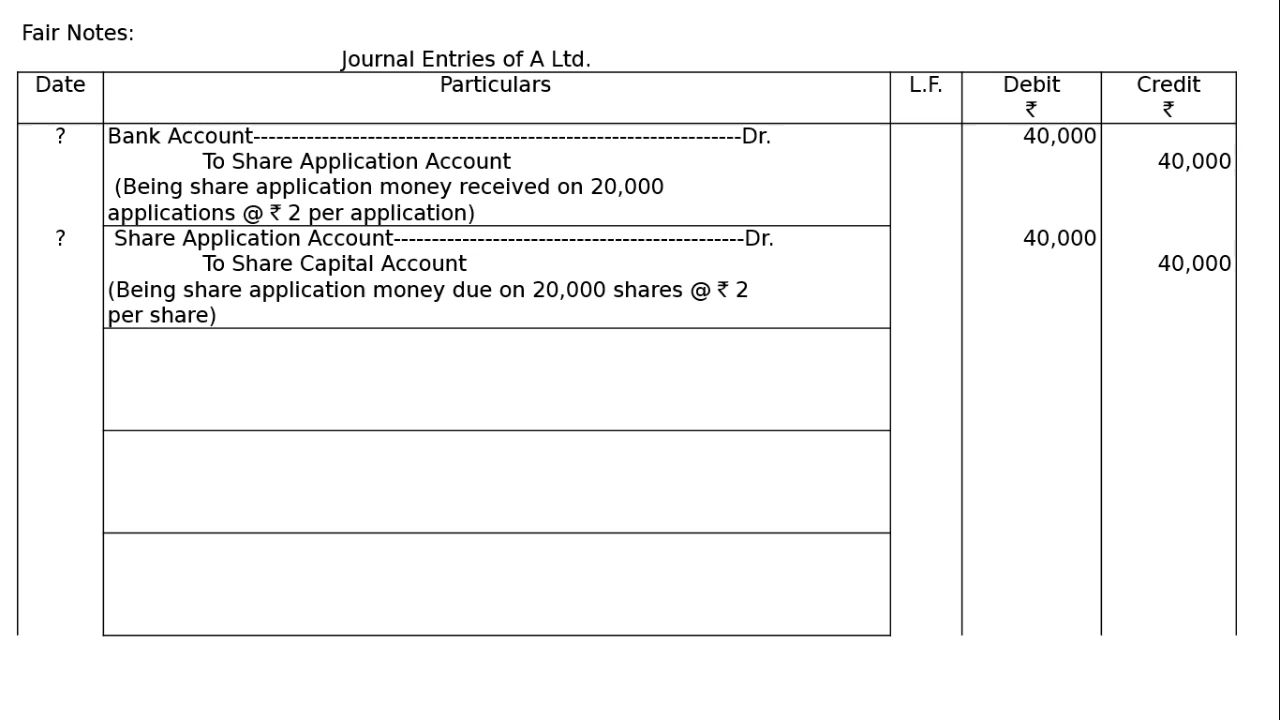 Fair Notes:
Journal Entries of A Ltd.
Date Particulars L.F. Debit Credit
₹ ₹
? Bank Account----------------------------------------------------------------Dr. 40,000
To Share Application Account 40,000
(Being share application money received on 20,000
applications @ ₹ 2 per application)
? Share Application Account----------------------------------------------Dr. 40,000
To Share Capital Account 40,000
(Being share application money due on 20,000 shares @ ₹ 2
per share)